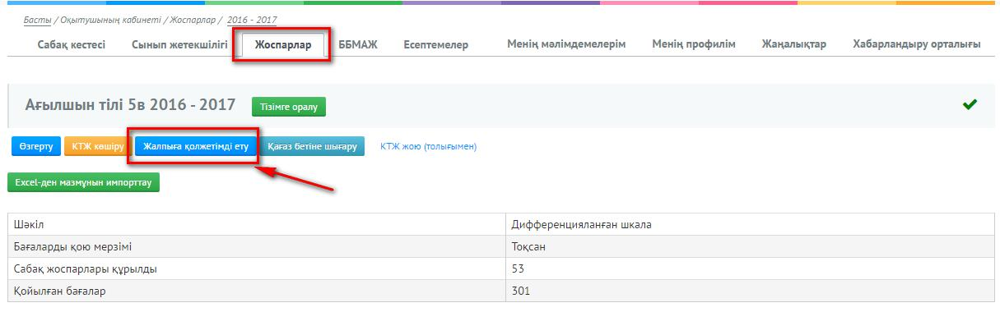 Басты / Оқытушының кабинеті / Жоспарлар / 2016 - 2017
Сабақ кестесі Сынып жетекшілігі Жоспарлар ББМАЖ Есептемелер Менің мәлімдемелерім Менің профилім Жаңалықтар Хабарландыру орталығы
Ағылшын тілі 5в 2016 - 2017 Тізімге оралу
Өзгерту КТЖ көшіру Жалпыға қолжетімді ету Қағаз бетіне шығару КТЖ жою (толығымен)
Excel-ден мазмұнын импорттау
Шәкіл Дифференцияланған шкала
Бағаларды қою мерзімі Тоқсан
Сабақ жоспарлары құрылды 53
Қойылған бағалар 301